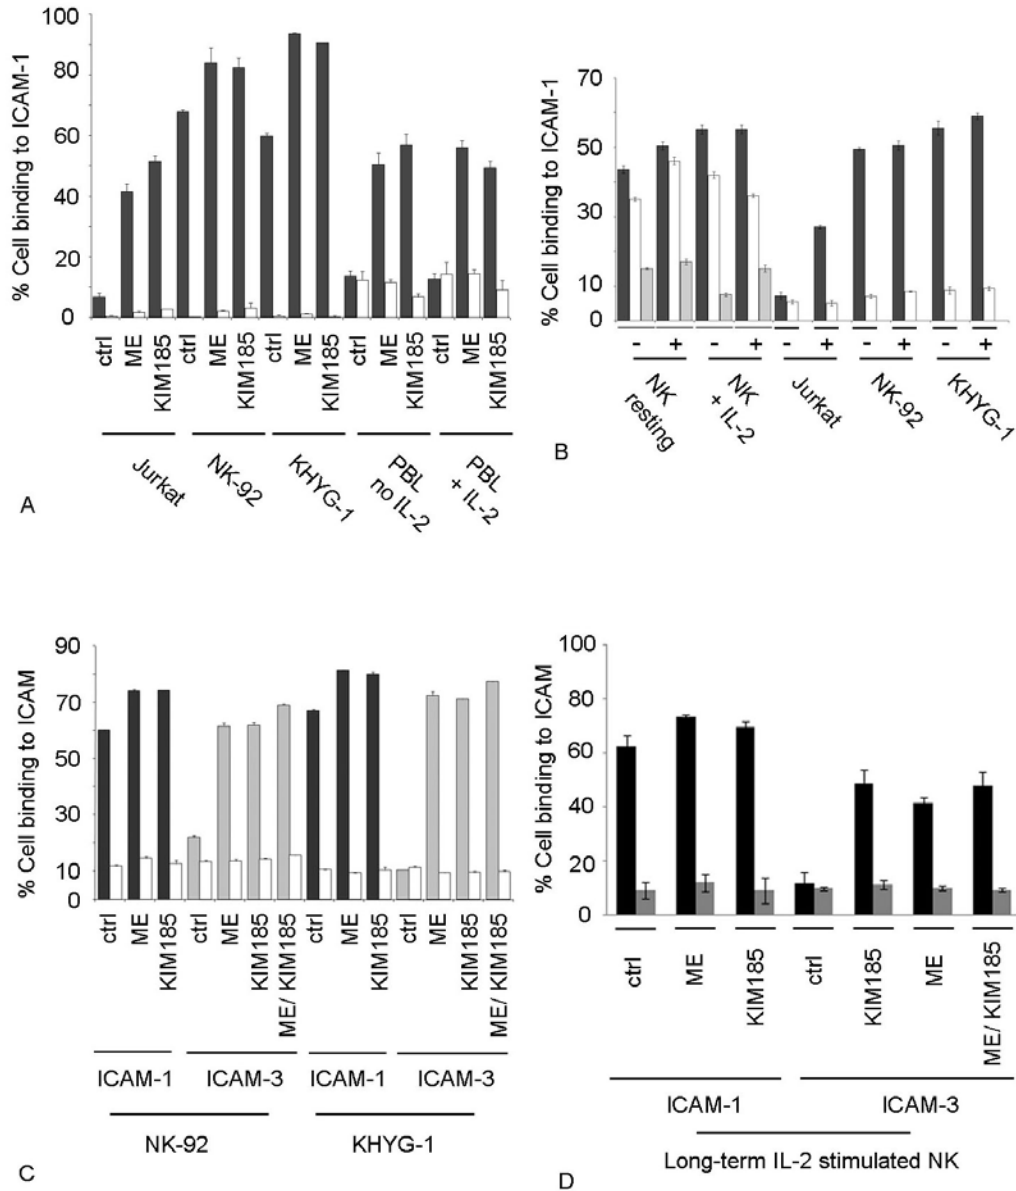 % Cell binding to ICAM-1
100
80
60
40
20
0
ctrl ME KIM185 ctrl ME KIM185 ctrl ME KIM185 ctrl ME KIM185 ctrl ME KIM185
Jurkat
NK-92
KHYG-1
PBL
no IL-2
PBL
+ IL-2
A
% Cell binding to ICAM-1
70
50
30
10
0
- + - + - + - + - +
NK
resting
NK
+ IL-2
Jurkat
NK-92
KHYG-1
B
% Cell binding to ICAM
90
70
50
30
10
0
ctrl ME KIM185 ctrl ME KIM185 ME/ KIM185 ctrl ME KIM185 ctrl ME KIM185 ME/ KIM185
ICAM-1 ICAM-3 ICAM-1 ICAM-3
NK-92 KHYG-1
C
% Cell binding to ICAM
100
80
60
40
20
0
ctrl ME KIM185 ctrl KIM185 ME ME/ KIM185
ICAM-1 ICAM-3
Long-term IL-2 stimulated NK
D